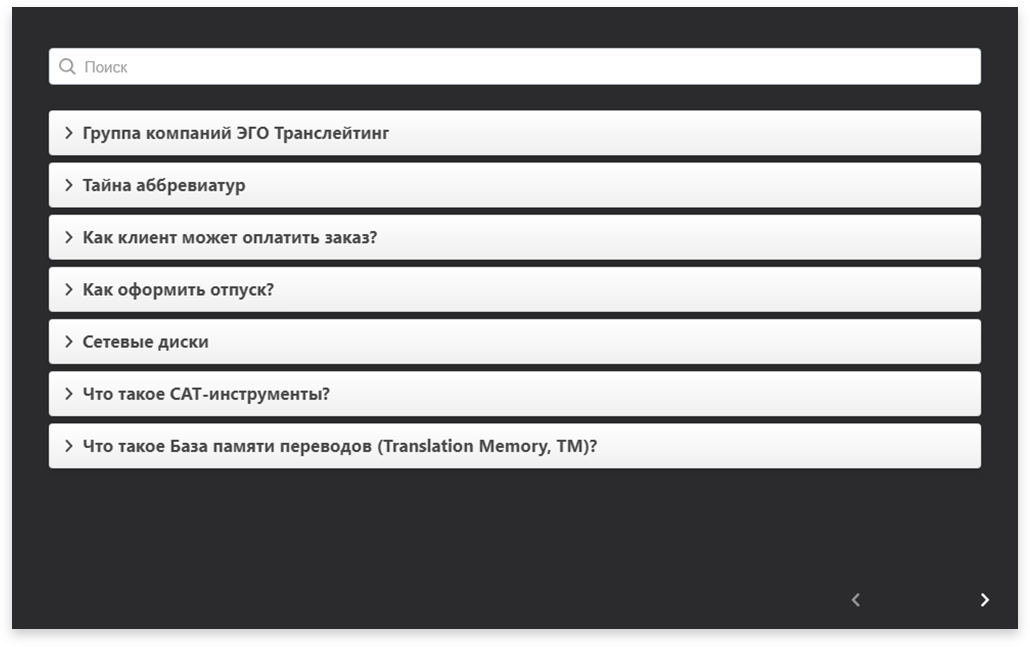 Поиск
Группа компаний ЭГО Транслейтинг
Тайна аббревиатур
Как клиент может оплатить заказ?
Как оформить отпуск?
Сетевые диски
Что такое CAT-инструменты?
Что такое База памяти переводов (Translation Memory, TM)?